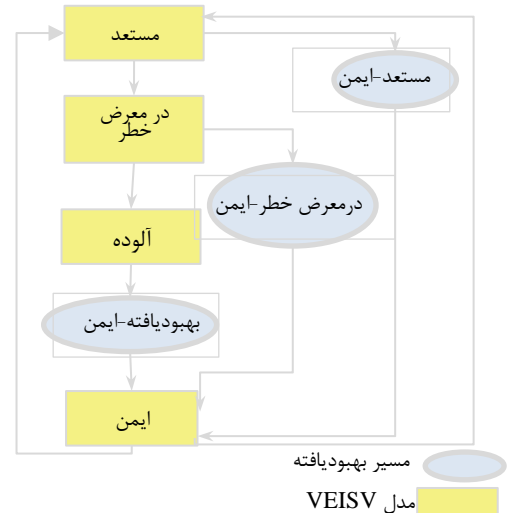 مستعد
مستعد-ایمن
در معرض
خطر
درمعرض خطر-ایمن
آلوده
بهبودیافته-ایمن
ایمن
مسیر بهبودیافته
مدل VEISV